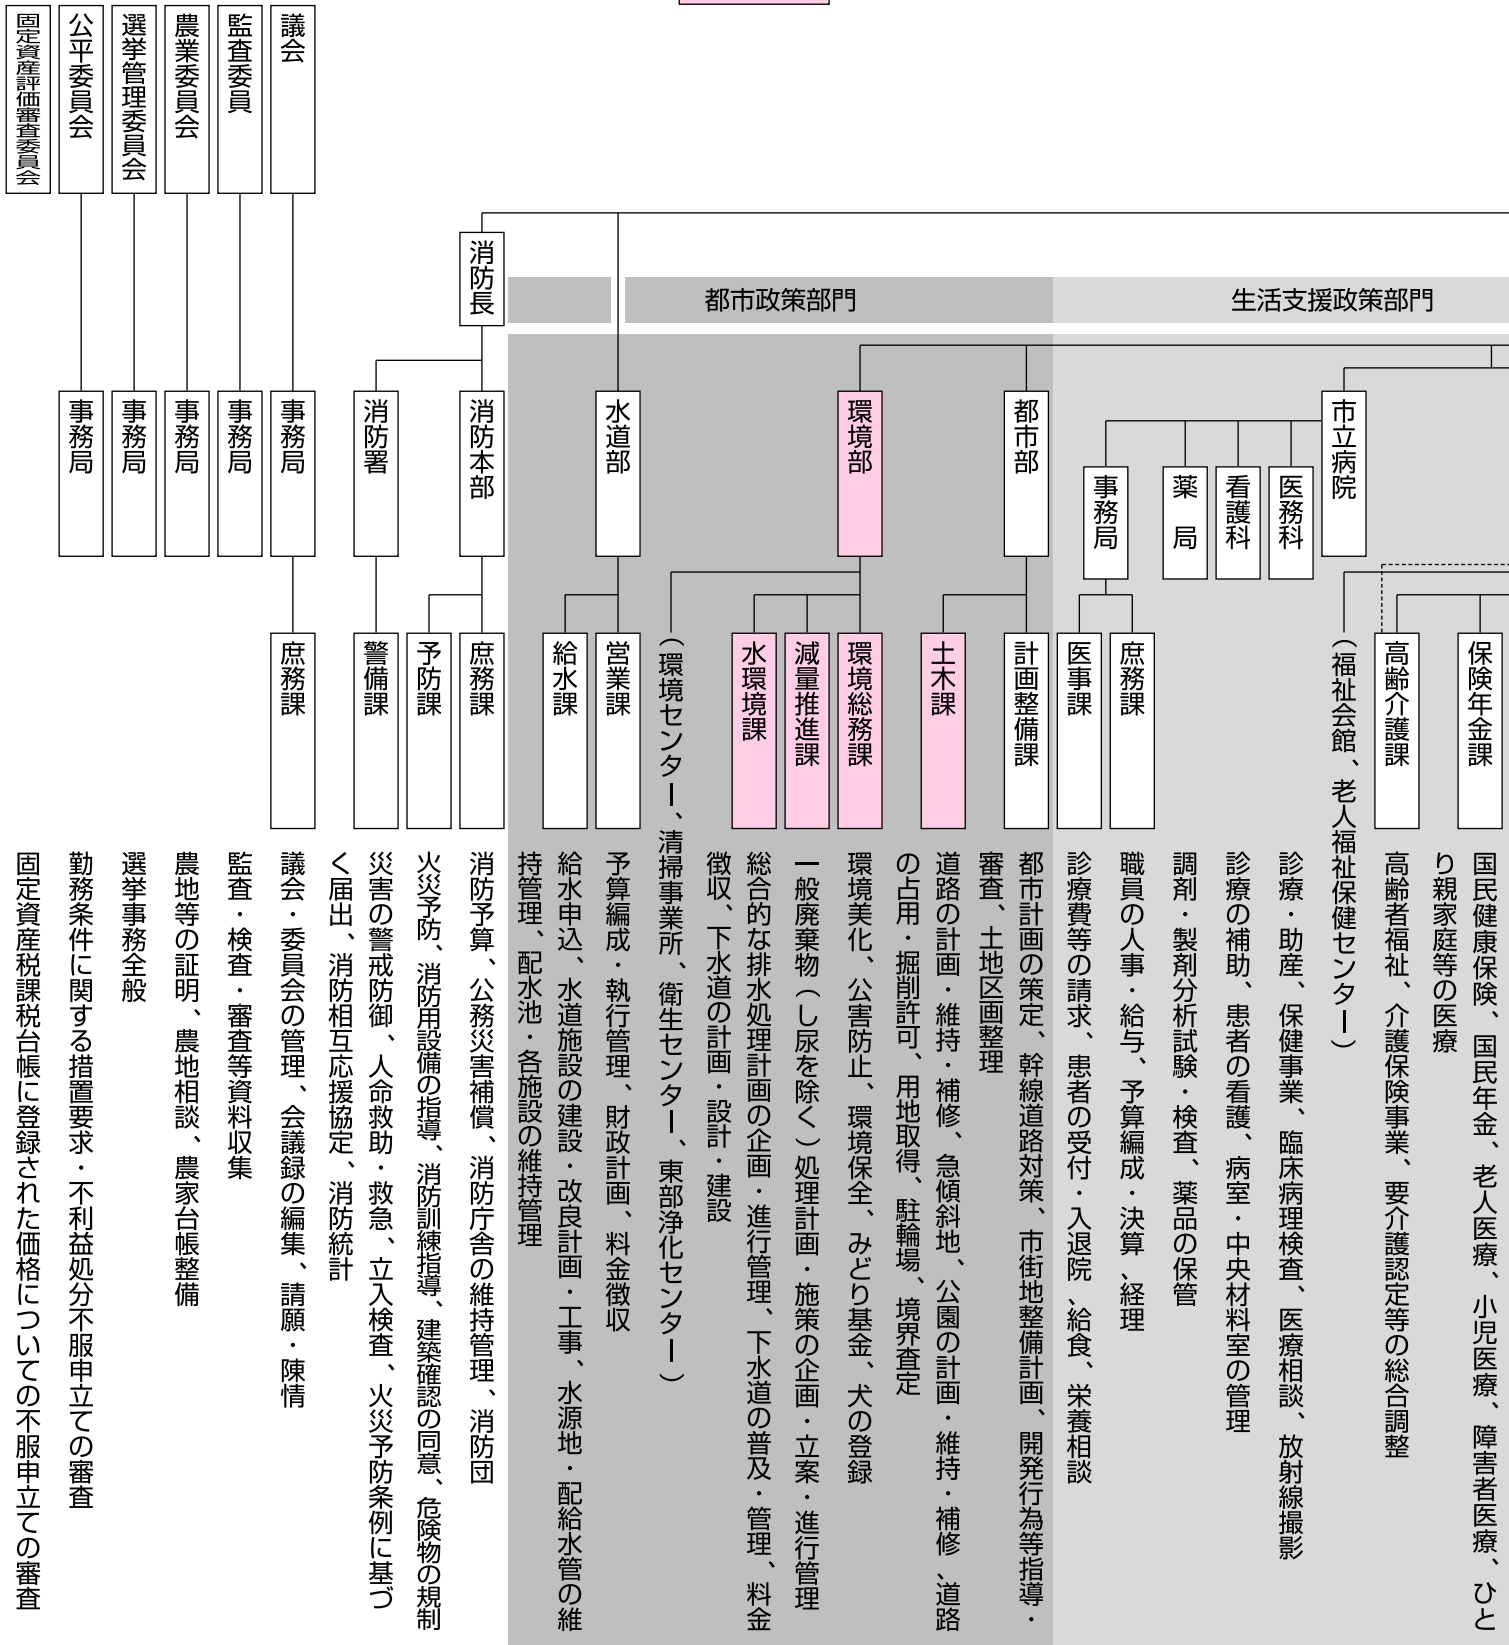 生活支援政策部門
都市政策部門
市立病院
都市部
環境部
水道部
消防長
消防本部
消防署
議会
監査委員
農業委員会
選挙管理委員会
公平委員会
固定資産評価審査委員会
事務局
事務局
事務局
事務局
事務局
医務科
看護科
薬　局
事務局
保険年金課
国民健康保険、国民年金、老人医療、小児医療、障害者医療、ひと
り親家庭等の医療
高齢介護課
高齢者福祉、介護保険事業、要介護認定等の総合調整
（福祉会館、老人福祉保健センター）
診療・助産、保健事業、臨床病理検査、医療相談、放射線撮影
診療の補助、患者の看護、病室・中央材料室の管理
調剤・製剤分析試験・検査、薬品の保管
庶務課
職員の人事・給与、予算編成・決算、経理
医事課
診療費等の請求、患者の受付・入退院、給食、栄養相談
計画整備課
都市計画の策定、幹線道路対策、市街地整備計画、開発行為等指導・
審査、土地区画整理
土木課
道路の計画・維持・補修、急傾斜地、公園の計画・維持・補修、道路
の占用・掘削許可、用地取得、駐輪場、境界査定
環境総務課
環境美化、公害防止、環境保全、みどり基金、犬の登録
減量推進課
一般廃棄物（し尿を除く）処理計画・施策の企画・立案・進行管理
水環境課
総合的な排水処理計画の企画・進行管理、下水道の普及・管理、料金
徴収、下水道の計画・設計・建設
（環境センター、清掃事業所、衛生センター、東部浄化センター）
営業課
予算編成・執行管理、財政計画、料金徴収
給水課
給水申込、水道施設の建設・改良計画・工事、水源地・配給水管の維
持管理、配水池・各施設の維持管理
庶務課
消防予算、公務災害補償、消防庁舎の維持管理、消防団
予防課
火災予防、消防用設備の指導、消防訓練指導、建築確認の同意、危険物の規制
警備課
災害の警戒防御、人命救助・救急、立入検査、火災予防条例に基づ
く届出、消防相互応援協定、消防統計
庶務課
議会・委員会の管理、会議録の編集、請願・陳情
監査・検査・審査等資料収集
農地等の証明、農地相談、農家台帳整備
選挙事務全般
勤務条件に関する措置要求・不利益処分不服申立ての審査
固定資産税課税台帳に登録された価格についての不服申立ての審査